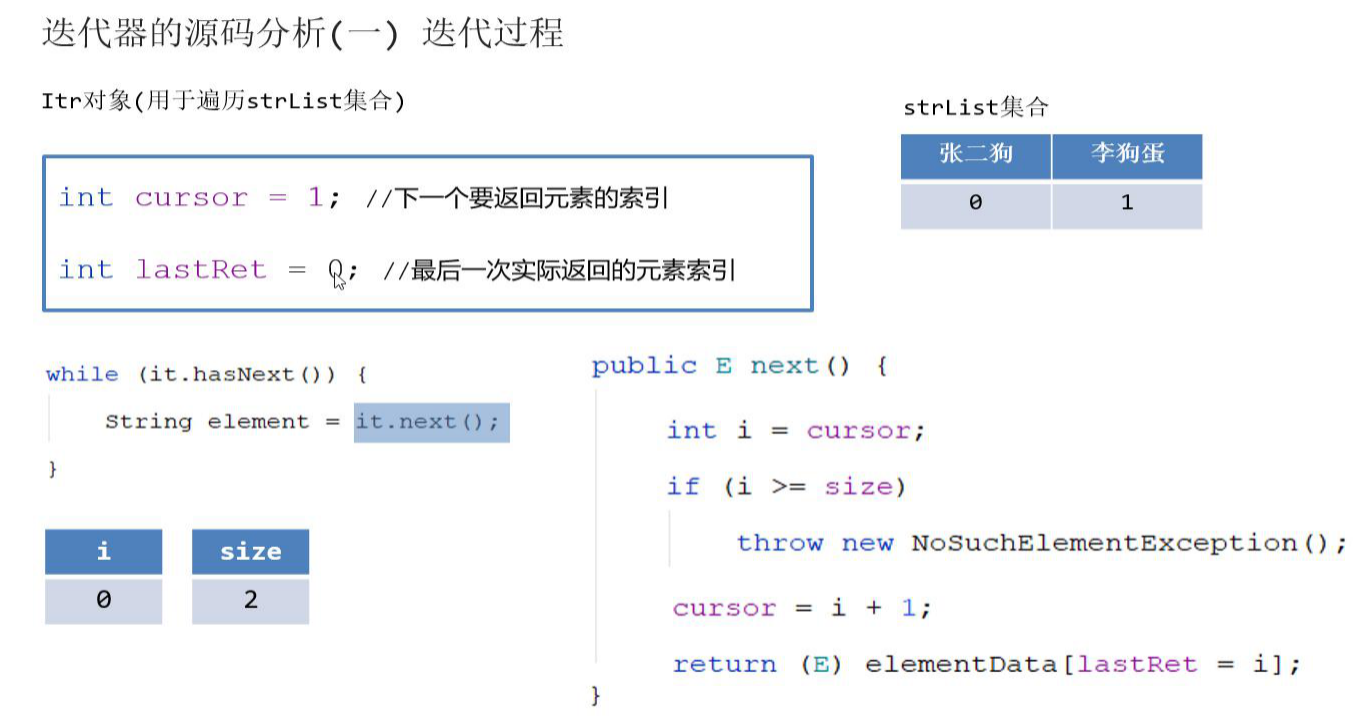 迭代器的源码分析(一) 迭代过程
Itr对象(用于遍历strList集合)
int cursor = 1; //下一个要返回元素的索引
int lastRet = 0; //最后一次实际返回的元素索引
strList集合
张二狗 李狗蛋
0 1
while (it.hasNext()) {
String element = it.next();
}
i size
0 2
public E next() {
int i = cursor;
if (i >= size)
throw new NoSuchElementException();
cursor = i + 1;
return (E) elementData[lastRet = i];
}